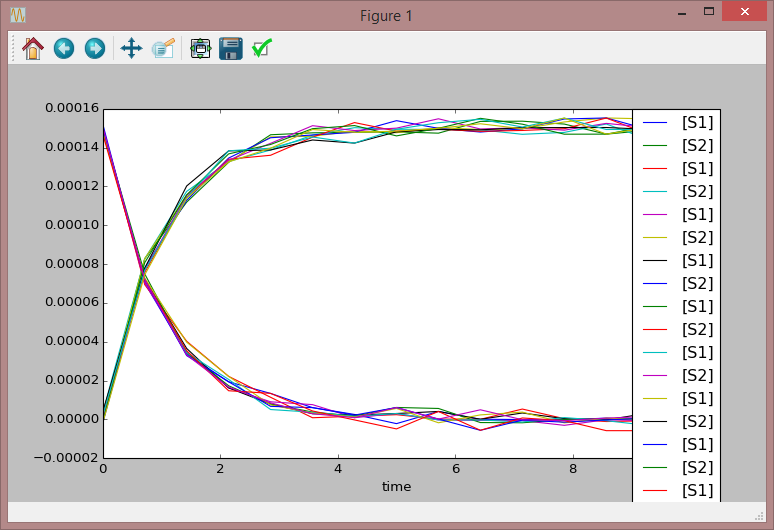 Figure 1
0.00016
0.00014
0.00012
0.00010
0.00008
0.00006
0.00004
0.00002
0.00000
−0.00002
0 2 4 6 8
time
[S1]
[S2]
[S1]
[S2]
[S1]
[S2]
[S1]
[S2]
[S1]
[S2]
[S1]
[S2]
[S1]
[S2]
[S1]
[S2]
[S1]